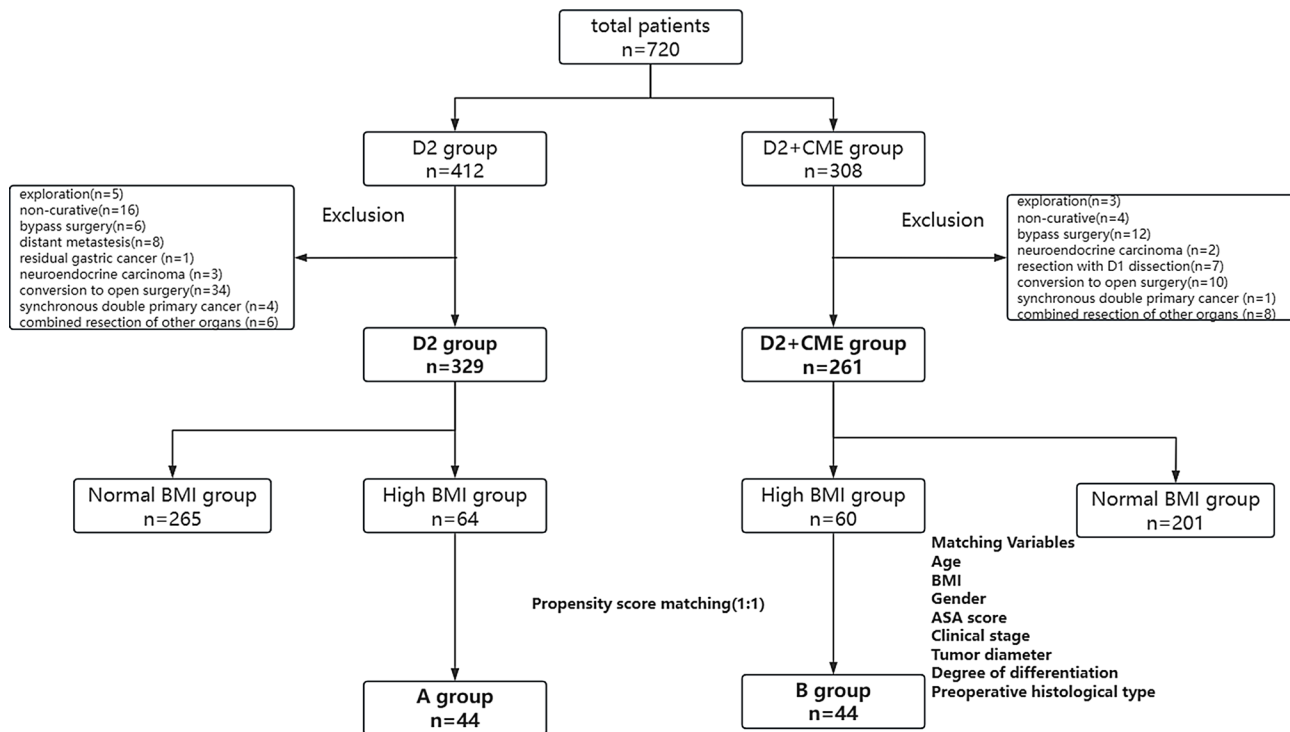 total patients
n=720
D2 group
n=412
D2+CME group
n=308
exploration(n=5)
non-curative(n=16)
bypass surgery(n=6)
distant metastasis(n=8)
residual gastric cancer (n=1)
neuroendocrine carcinoma (n=3)
conversion to open surgery(n=34)
synchronous double primary cancer (n=4)
combined resection of other organs (n=6)
Exclusion
Exclusion
exploration(n=3)
non-curative(n=4)
bypass surgery(n=12)
neuroendocrine carcinoma (n=2)
resection with D1 dissection(n=7)
conversion to open surgery(n=10)
synchronous double primary cancer (n=1)
combined resection of other organs (n=8)
D2 group
n=329
D2+CME group
n=261
Normal BMI group
n=265
High BMI group
n=64
High BMI group
n=60
Normal BMI group
n=201
Propensity score matching(1:1)
Matching Variables
Age
BMI
Gender
ASA score
Clinical stage
Tumor diameter
Degree of differentiation
Preoperative histological type
A group
n=44
B group
n=44